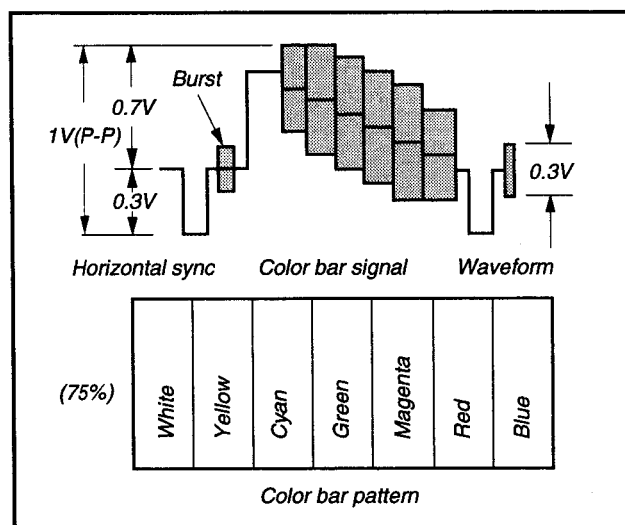 Burst
0.7V
1V(P-P)
0.3V
0.3V
Horizontal sync
Color bar signal
Waveform
(75%)
White
Yellow
Cyan
Green
Magenta
Red
Blue
Color bar pattern